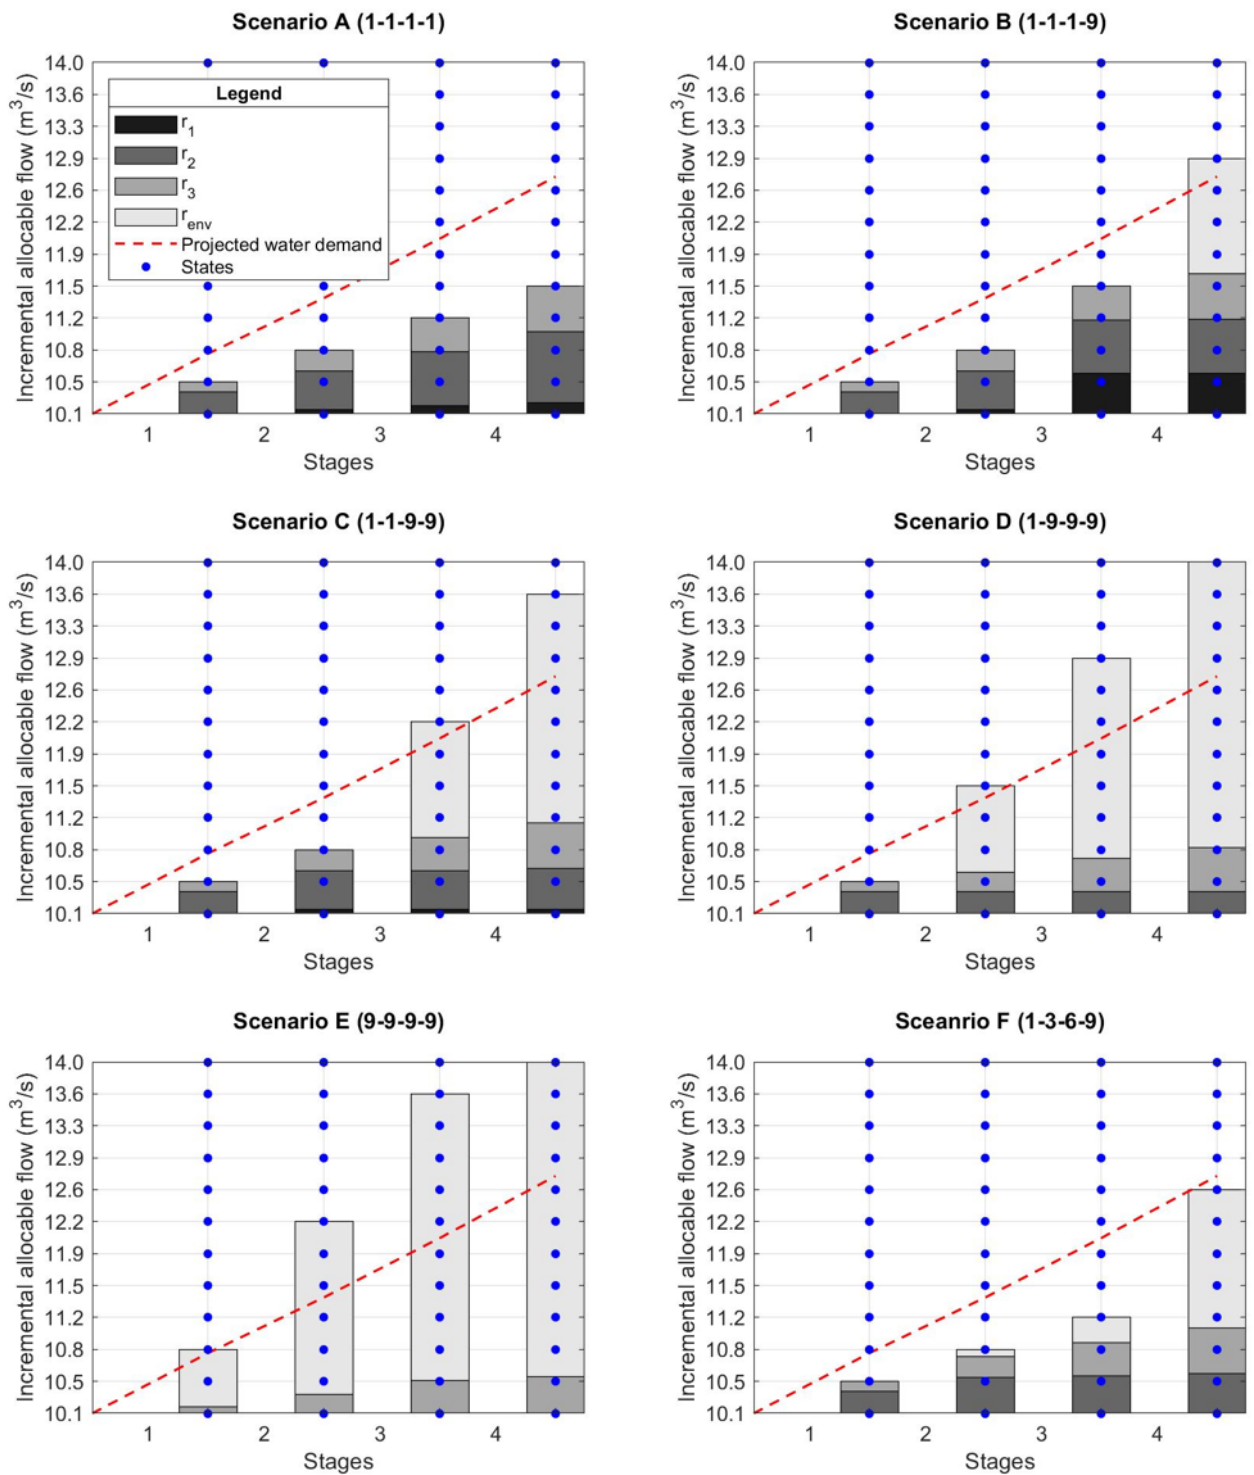 Scenario A (1-1-1-1)
Incremental allocable flow (m³/s)
14.0
13.6
13.3
12.9
12.6
12.2
11.9
11.5
11.2
10.8
10.5
10.1
Legend
r₁
r₂
r₃
r_env
Projected water demand
States
1 2 3 4
Stages
Scenario B (1-1-1-9)
Incremental allocable flow (m³/s)
14.0
13.6
13.3
12.9
12.6
12.2
11.9
11.5
11.2
10.8
10.5
10.1
1 2 3 4
Stages
Scenario C (1-1-9-9)
Incremental allocable flow (m³/s)
14.0
13.6
13.3
12.9
12.6
12.2
11.9
11.5
11.2
10.8
10.5
10.1
1 2 3 4
Stages
Scenario D (1-9-9-9)
Incremental allocable flow (m³/s)
14.0
13.6
13.3
12.9
12.6
12.2
11.9
11.5
11.2
10.8
10.5
10.1
1 2 3 4
Stages
Scenario E (9-9-9-9)
Incremental allocable flow (m³/s)
14.0
13.6
13.3
12.9
12.6
12.2
11.9
11.5
11.2
10.8
10.5
10.1
1 2 3 4
Stages
Sceanrio F (1-3-6-9)
Incremental allocable flow (m³/s)
14.0
13.6
13.3
12.9
12.6
12.2
11.9
11.5
11.2
10.8
10.5
10.1
1 2 3 4
Stages